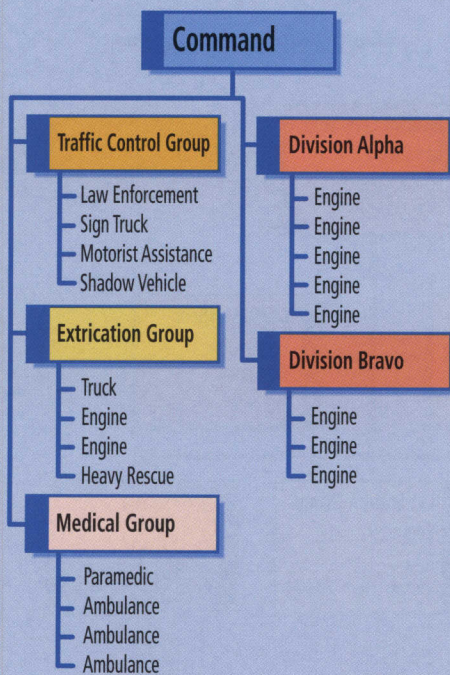 Command
Traffic Control Group
Law Enforcement
Sign Truck
Motorist Assistance
Shadow Vehicle
Extrication Group
Truck
Engine
Engine
Heavy Rescue
Medical Group
Paramedic
Ambulance
Ambulance
Ambulance
Division Alpha
Engine
Engine
Engine
Engine
Engine
Division Bravo
Engine
Engine
Engine